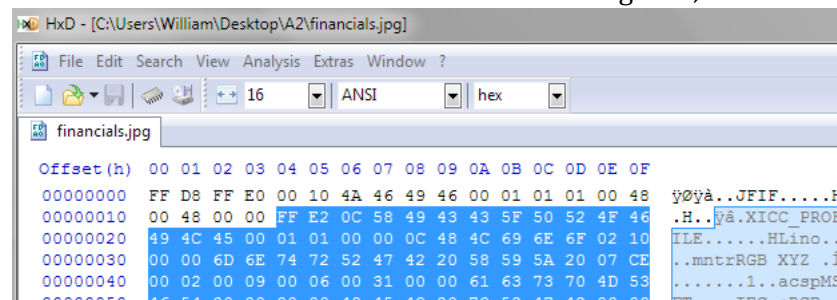 HxD - [C:\Users\William\Desktop\A2\financials.jpg]
File Edit Search View Analysis Extras Window ?
16 ANSI hex
financials.jpg
Offset(h) 00 01 02 03 04 05 06 07 08 09 0A 0B 0C 0D 0E 0F
00000000 FF D8 FF E0 00 10 4A 46 49 46 00 01 01 01 00 48 ÿØÿà..JFIF.....H
00000010 00 48 00 00 FF E2 0C 58 49 43 43 5F 50 52 4F 46 .H..ÿâ.XICC_PROF
00000020 49 4C 45 00 01 01 00 00 0C 48 4C 69 6E 6F 02 10 ILE......HLino..
00000030 00 00 6D 6E 74 72 52 47 42 20 58 59 5A 20 07 CE ..mntrRGB XYZ .Î
00000040 00 02 00 09 00 06 00 31 00 00 61 63 73 70 4D 53 .......1..acspMS